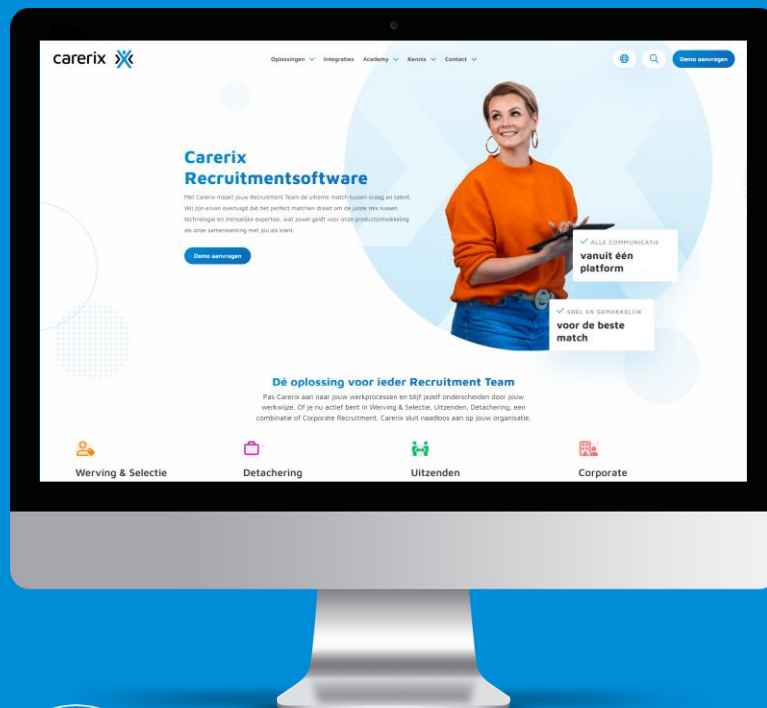 carerix
Oplossingen Integraties Academy Kennis Contact
Demo aanvragen
Carerix
Recruitmentsoftware
Met Carerix maakt jouw Recruitment Team de ultieme match tussen vraag en talent.
Wij zijn ervan overtuigd dat het perfect matchen draait om de juiste mix tussen
technologie en menselijke expertise, wat zowel geldt voor onze productontwikkeling
als onze samenwerking met jou als klant.
Demo aanvragen
ALLE COMMUNICATIE
vanuit één
platform
SNEL EN GEMAKKELIJK
voor de beste
match
Dé oplossing voor ieder Recruitment Team
Pas Carerix aan naar jouw werkprocessen en blijf jezelf onderscheiden door jouw
werkwijze. Of je nu actief bent in Werving & Selectie, Uitzenden, Detachering, een
combinatie of Corporate Recruitment, Carerix sluit naadloos aan op jouw organisatie.
Werving & Selectie
Detachering
Uitzenden
Corporate